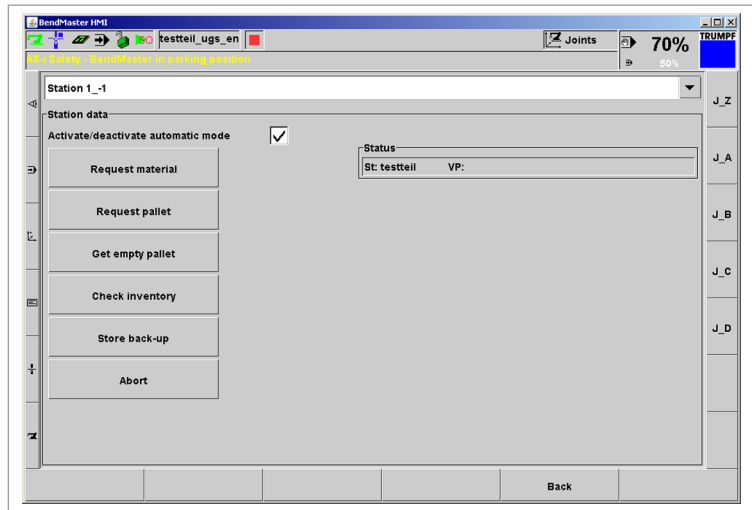 BendMaster HMI
testteil_ugs_en
Joints
70%
50%
TRUMPF
AS-i Safety - BendMaster in parking position
Station 1_-1
Station data
Activate/deactivate automatic mode
Request material
Request pallet
Get empty pallet
Check inventory
Store back-up
Abort
Status
St: testteil VP:
J_Z
J_A
J_B
J_C
J_D
Back